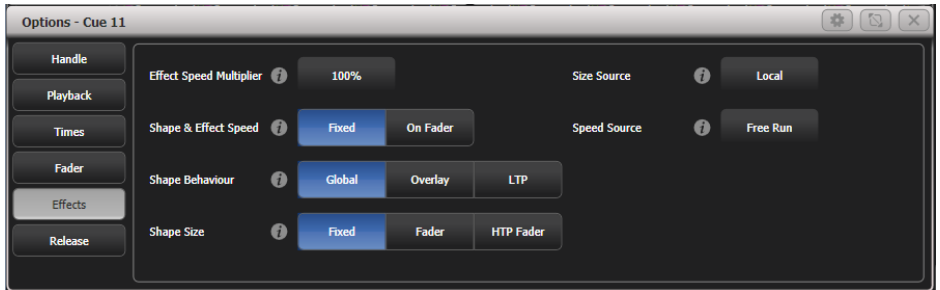 Options - Cue 11
Handle
Playback
Times
Fader
Effects
Release
Effect Speed Multiplier i 100% Size Source i Local
Shape & Effect Speed i Fixed On Fader Speed Source i Free Run
Shape Behaviour i Global Overlay LTP
Shape Size i Fixed Fader HTP Fader